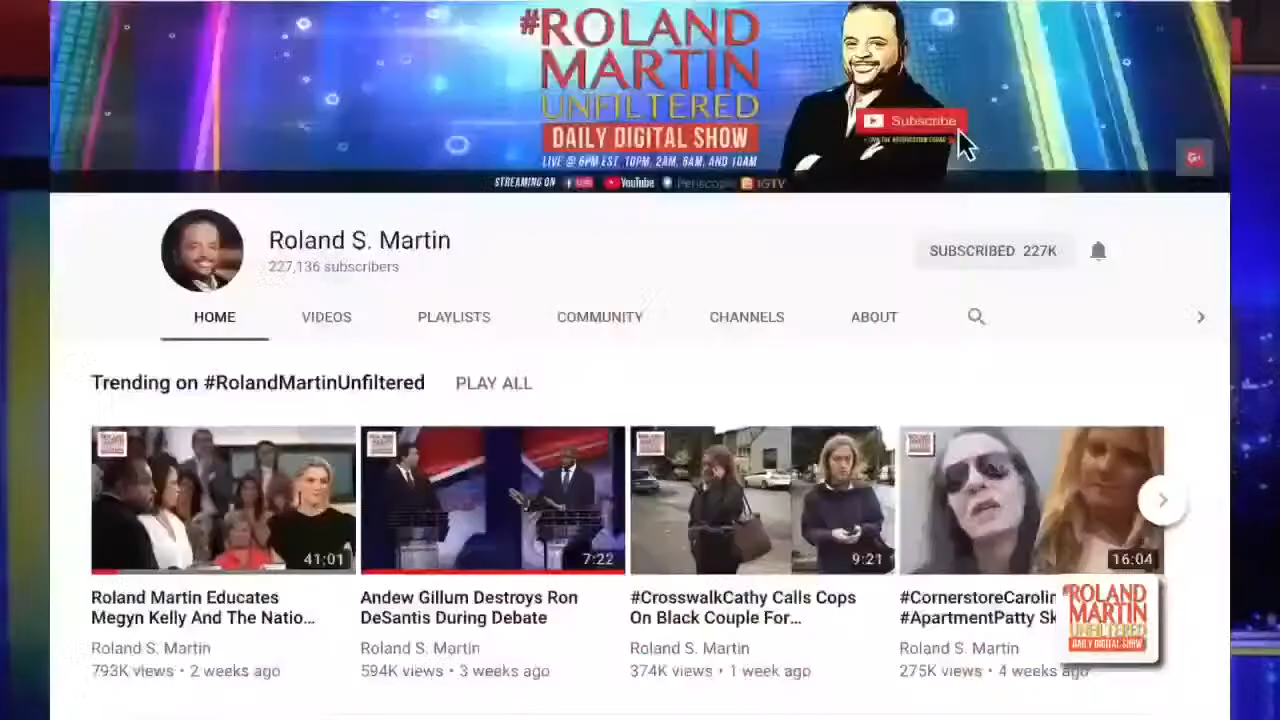 #ROLAND
MARTIN
UNFILTERED
DAILY DIGITAL SHOW
LIVE @ 6PM EST, 10PM, 2AM, 6AM, AND 10AM
Subscribe
STREAMING ON YouTube Periscope IGTV
Roland S. Martin
227,136 subscribers
SUBSCRIBED 227K
HOME VIDEOS PLAYLISTS COMMUNITY CHANNELS ABOUT
Trending on #RolandMartinUnfiltered PLAY ALL
41:01 7:22 9:21 16:04
Roland Martin Educates
Megyn Kelly And The Natio...
Roland S. Martin
793K views • 2 weeks ago
Andew Gillum Destroys Ron
DeSantis During Debate
Roland S. Martin
594K views • 3 weeks ago
#CrosswalkCathy Calls Cops
On Black Couple For...
Roland S. Martin
374K views • 1 week ago
#CornerstoreCarolin
#ApartmentPatty Sk
Roland S. Martin
275K views • 4 weeks ago
#ROLAND
MARTIN
UNFILTERED
DAILY DIGITAL SHOW